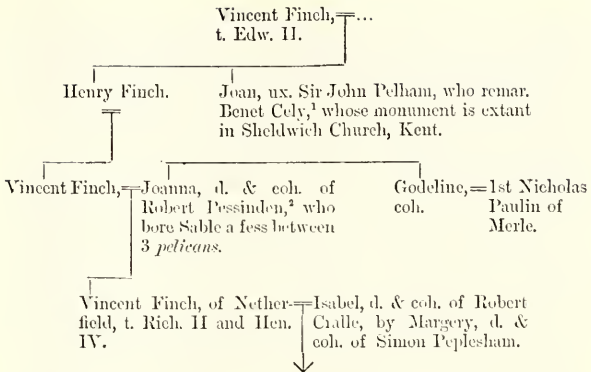 Vincent Finch,=...
t. Edw. II.
Henry Finch.
Joan, ux. Sir John Pelham, who remar.
Benet Cely,¹ whose monument is extant
in Sheldwich Church, Kent.
Vincent Finch,=Joanna, d. & coh. of
Robert Pessinden,² who
bore Sable a fess between
3 pelicans.
Godeline,=1st Nicholas
coh. Paulin of
Merle.
Vincent Finch, of Nether-=Isabel, d. & coh. of Robert
field, t. Rich. II and Hen. Cralle, by Margery, d. &
IV. coh. of Simon Peplesham.